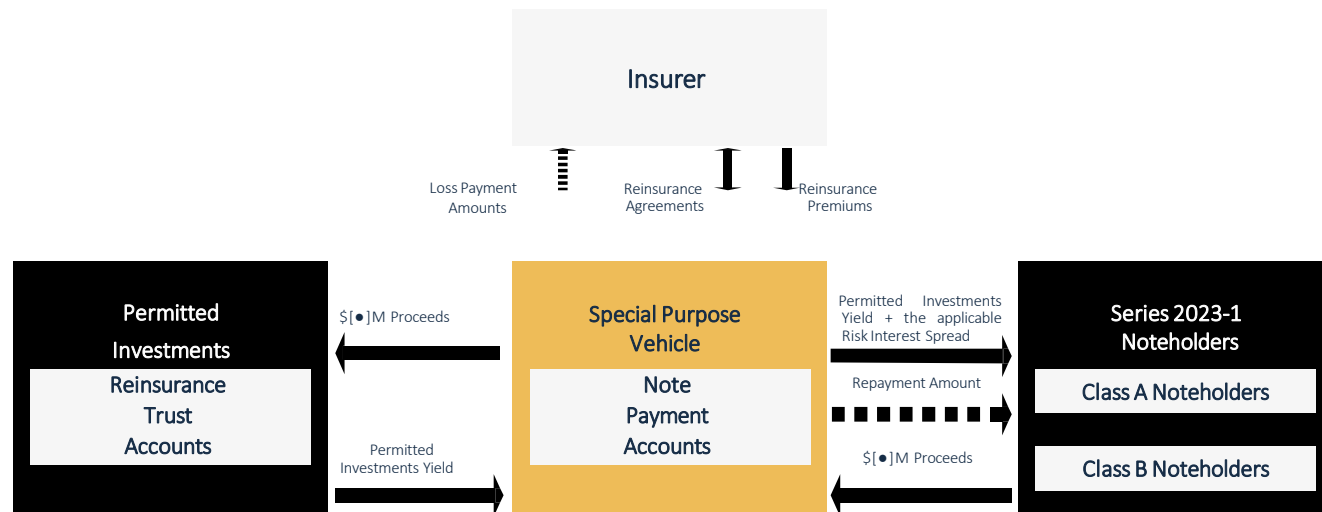 Insurer
Loss Payment
Amounts
Reinsurance
Agreements
Reinsurance
Premiums
Permitted
Investments
Reinsurance
Trust
Accounts
$[●]M Proceeds
Permitted
Investments Yield
Special Purpose
Vehicle
Note
Payment
Accounts
Permitted Investments
Yield + the applicable
Risk Interest Spread
Repayment Amount
$[●]M Proceeds
Series 2023-1
Noteholders
Class A Noteholders
Class B Noteholders